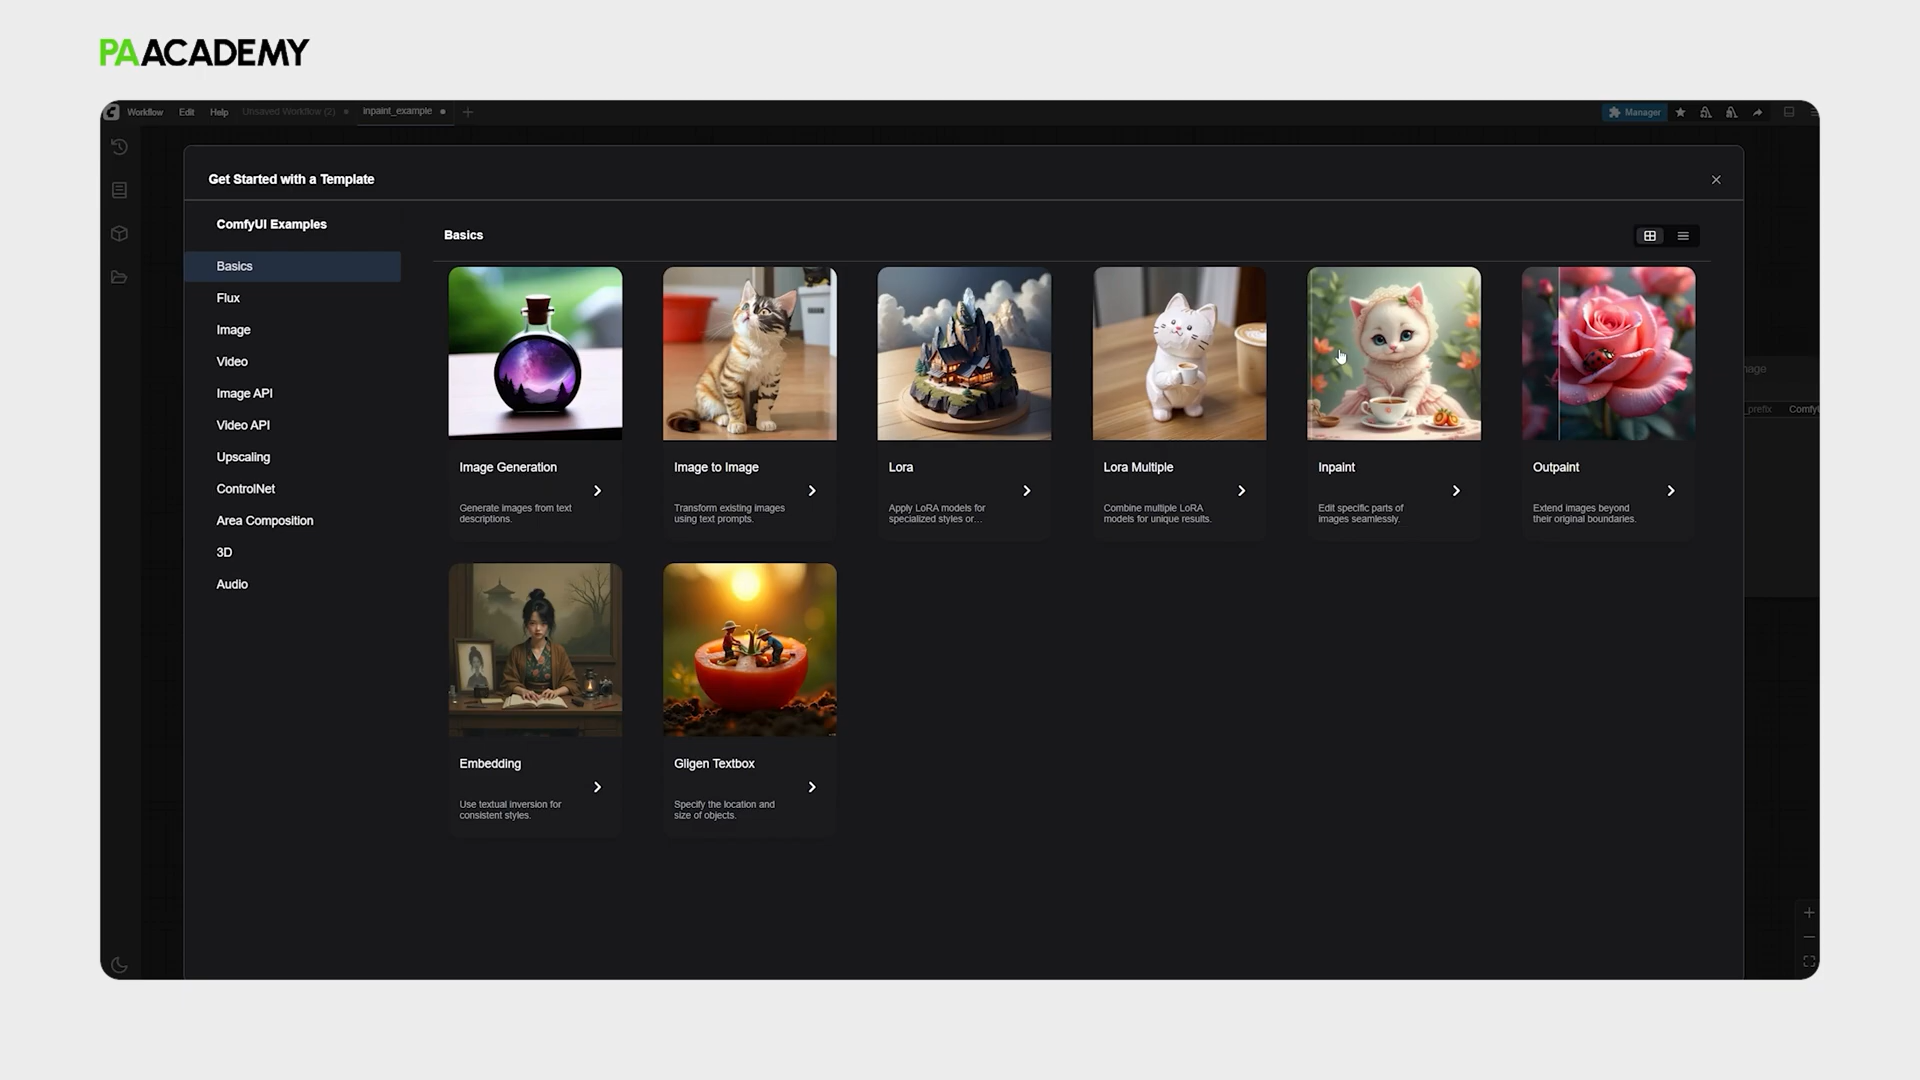 PAACADEMY
Workflow Edit Help Unsaved Workflow (2) inpaint_example
Manager
Get Started with a Template
ComfyUI Examples
Basics
Flux
Image
Video
Image API
Video API
Upscaling
ControlNet
Area Composition
3D
Audio
Basics
Image Generation
Generate images from text
descriptions.
Image to Image
Transform existing images
using text prompts.
Lora
Apply LoRA models for
specialized styles or...
Lora Multiple
Combine multiple LoRA
models for unique results.
Inpaint
Edit specific parts of
images seamlessly.
Outpaint
Extend images beyond
their original boundaries.
Embedding
Use textual inversion for
consistent styles.
Gligen Textbox
Specify the location and
size of objects.